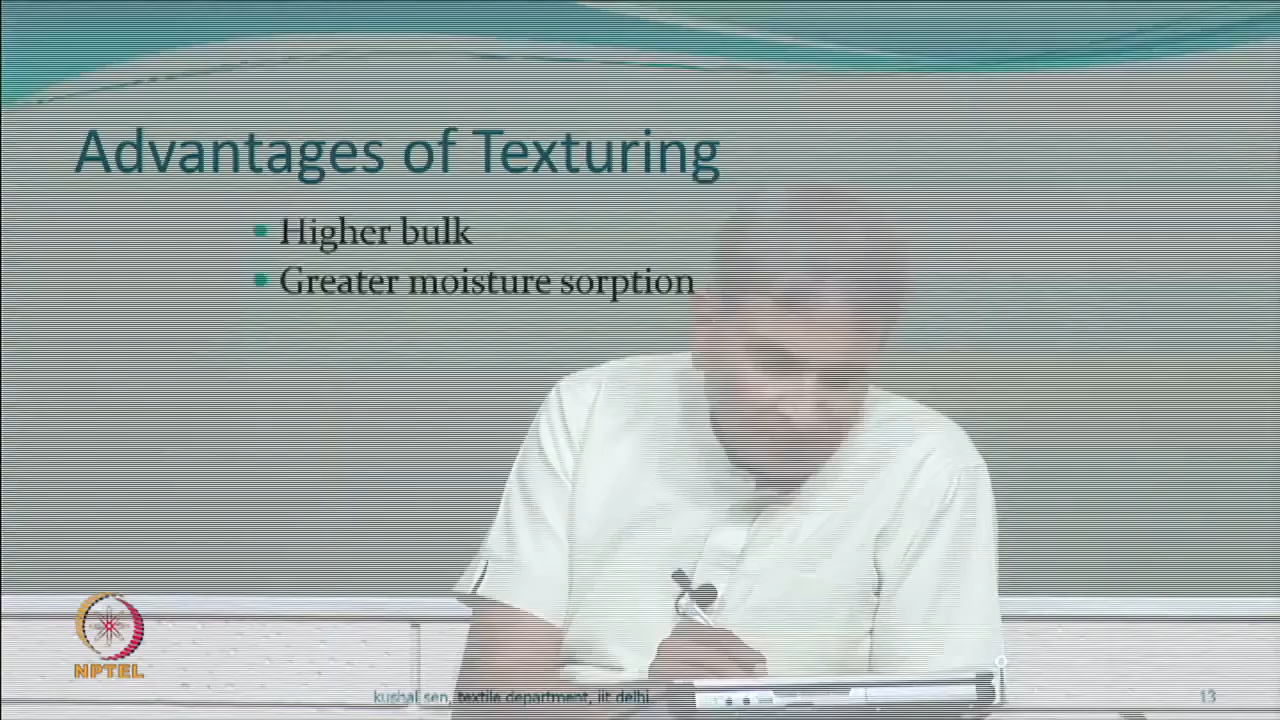 Advantages of Texturing
• Higher bulk
• Greater moisture sorption
NPTEL
kushal sen, textile department, iit delhi
13